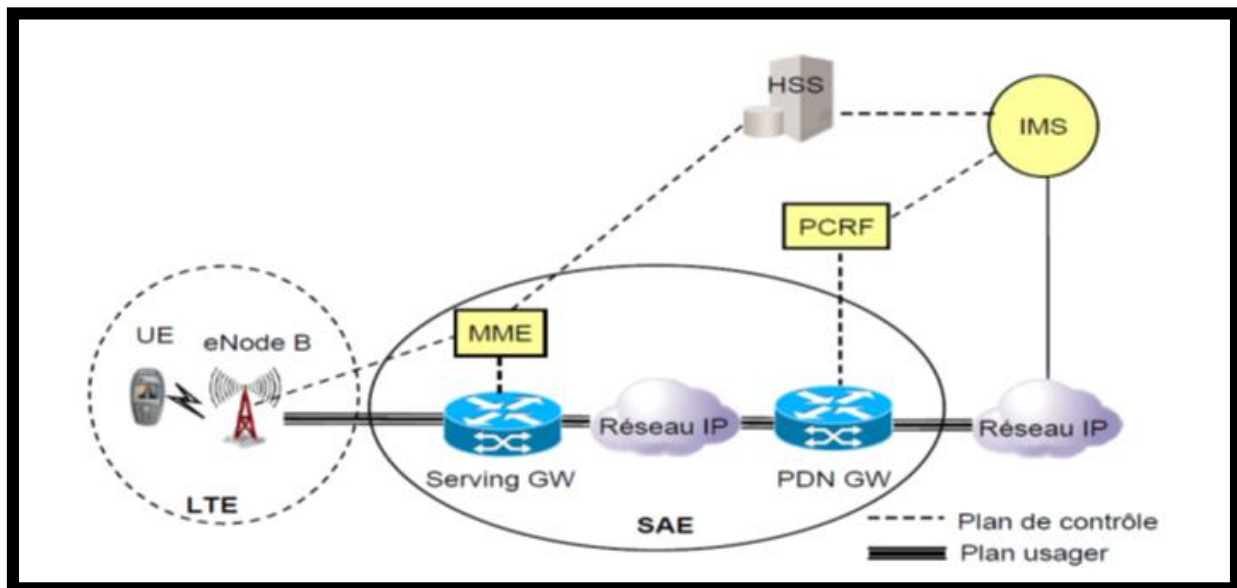 HSS
IMS
PCRF
UE
eNode B
MME
Réseau IP
Réseau IP
Serving GW
PDN GW
LTE
SAE
Plan de contrôle
Plan usager